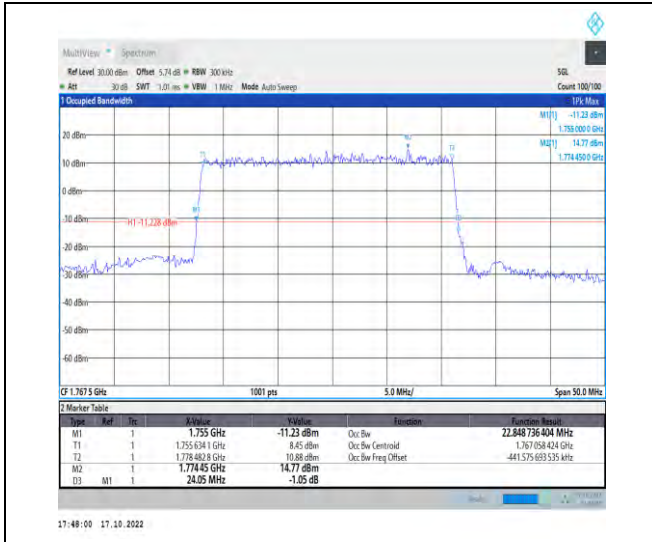 MultiView Spectrum
Ref Level 30.00 dBm Offset 5.74 dB RBW 300 kHz SGL
Att 30 dB SWT 1.01 ms VBW 1 MHz Mode Auto Sweep Count 100/100
1 Occupied Bandwidth 1Pk Max
M1[1] -11.23 dBm
1.755 000 0 GHz
M2[1] 14.77 dBm
1.774 450 0 GHz
20 dBm
10 dBm
0 dBm
-10 dBm
H1 -11.228 dBm
-20 dBm
-30 dBm
-40 dBm
-50 dBm
-60 dBm
CF 1.767 5 GHz 1001 pts 5.0 MHz/ Span 50.0 MHz
2 Marker Table
Type Ref Trc X-Value Y-Value Function Function Result
M1 1 1.755 GHz -11.23 dBm Occ Bw 22.848 736 404 MHz
T1 1 1.755 634 1 GHz 8.45 dBm Occ Bw Centroid 1.767 058 424 GHz
T2 1 1.778 482 8 GHz 10.88 dBm Occ Bw Freq Offset -441.575 693 535 kHz
M2 1 1.774 45 GHz 14.77 dBm
D3 M1 1 24.05 MHz -1.05 dB
17:48:00 17.10.2022